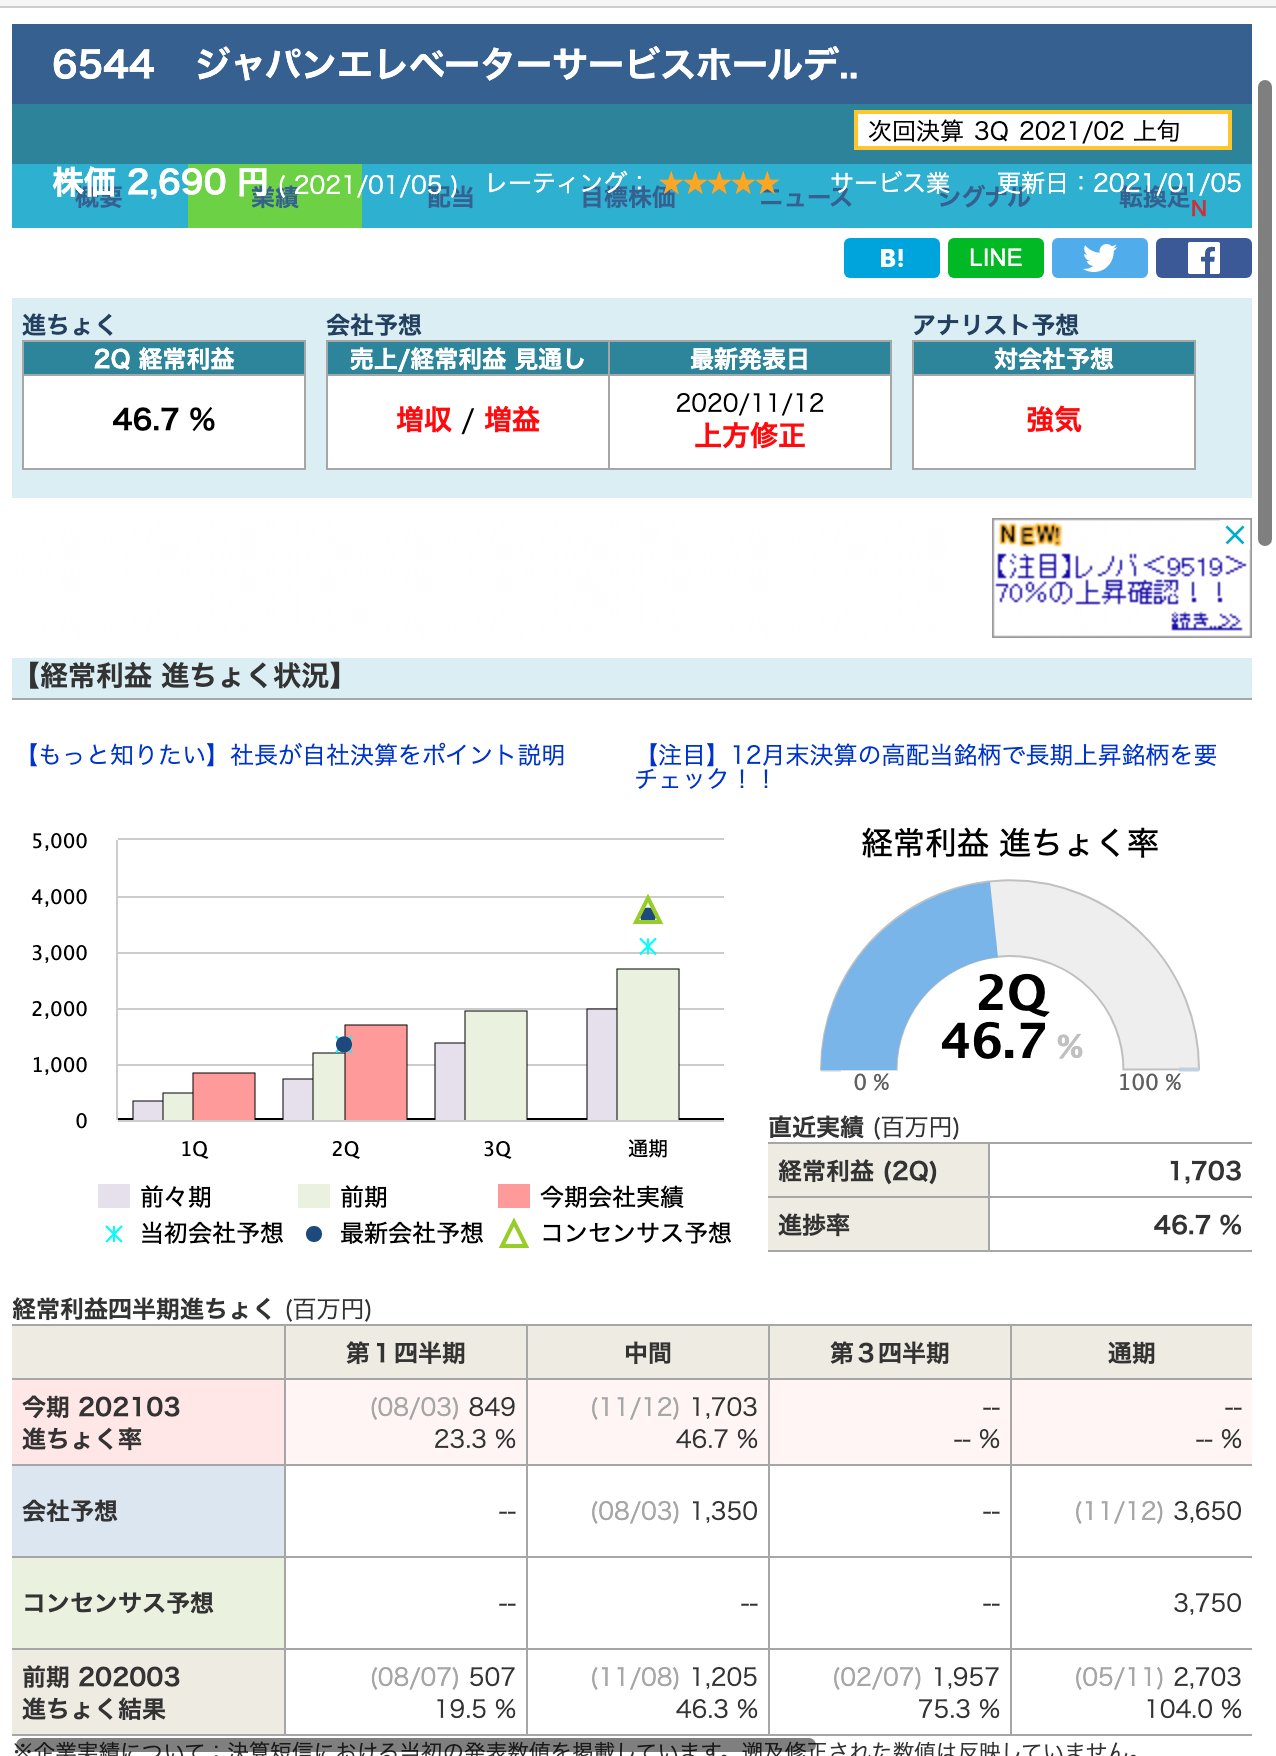 6544 ジャパンエレベーターサービスホールデ..
次回決算 3Q 2021/02 上旬
株価 2,690 円 ( 2021/01/05 ) レーティング： ★★★★★ サービス業 更新日：2021/01/05
概要 業績 配当 目標株価 ニュース シグナル 転換足 N
B! LINE
進ちょく 会社予想 アナリスト予想
2Q 経常利益 売上/経常利益 見通し 最新発表日 対会社予想
46.7 % 増収 / 増益 2020/11/12 強気
上方修正
NEW!
【注目】レノバ<9519>
70%の上昇確認！！
続き..>>
【経常利益 進ちょく状況】
【もっと知りたい】社長が自社決算をポイント説明
【注目】12月末決算の高配当銘柄で長期上昇銘柄を要
チェック！！
経常利益 進ちょく率
5,000
4,000
3,000
2,000
1,000
0
1Q 2Q 3Q 通期
前々期 前期 今期会社実績
当初会社予想 最新会社予想 コンセンサス予想
2Q
46.7 %
0 % 100 %
直近実績 (百万円)
経常利益 (2Q) 1,703
進捗率 46.7 %
経常利益四半期進ちょく (百万円)
第１四半期 中間 第３四半期 通期
今期 202103 (08/03) 849 (11/12) 1,703 -- --
進ちょく率 23.3 % 46.7 % -- % -- %
会社予想 -- (08/03) 1,350 -- (11/12) 3,650
コンセンサス予想 -- -- -- 3,750
前期 202003 (08/07) 507 (11/08) 1,205 (02/07) 1,957 (05/11) 2,703
進ちょく結果 19.5 % 46.3 % 75.3 % 104.0 %
※企業実績について：決算短信における当初の発表数値を掲載しています。遡及修正された数値は反映していません。